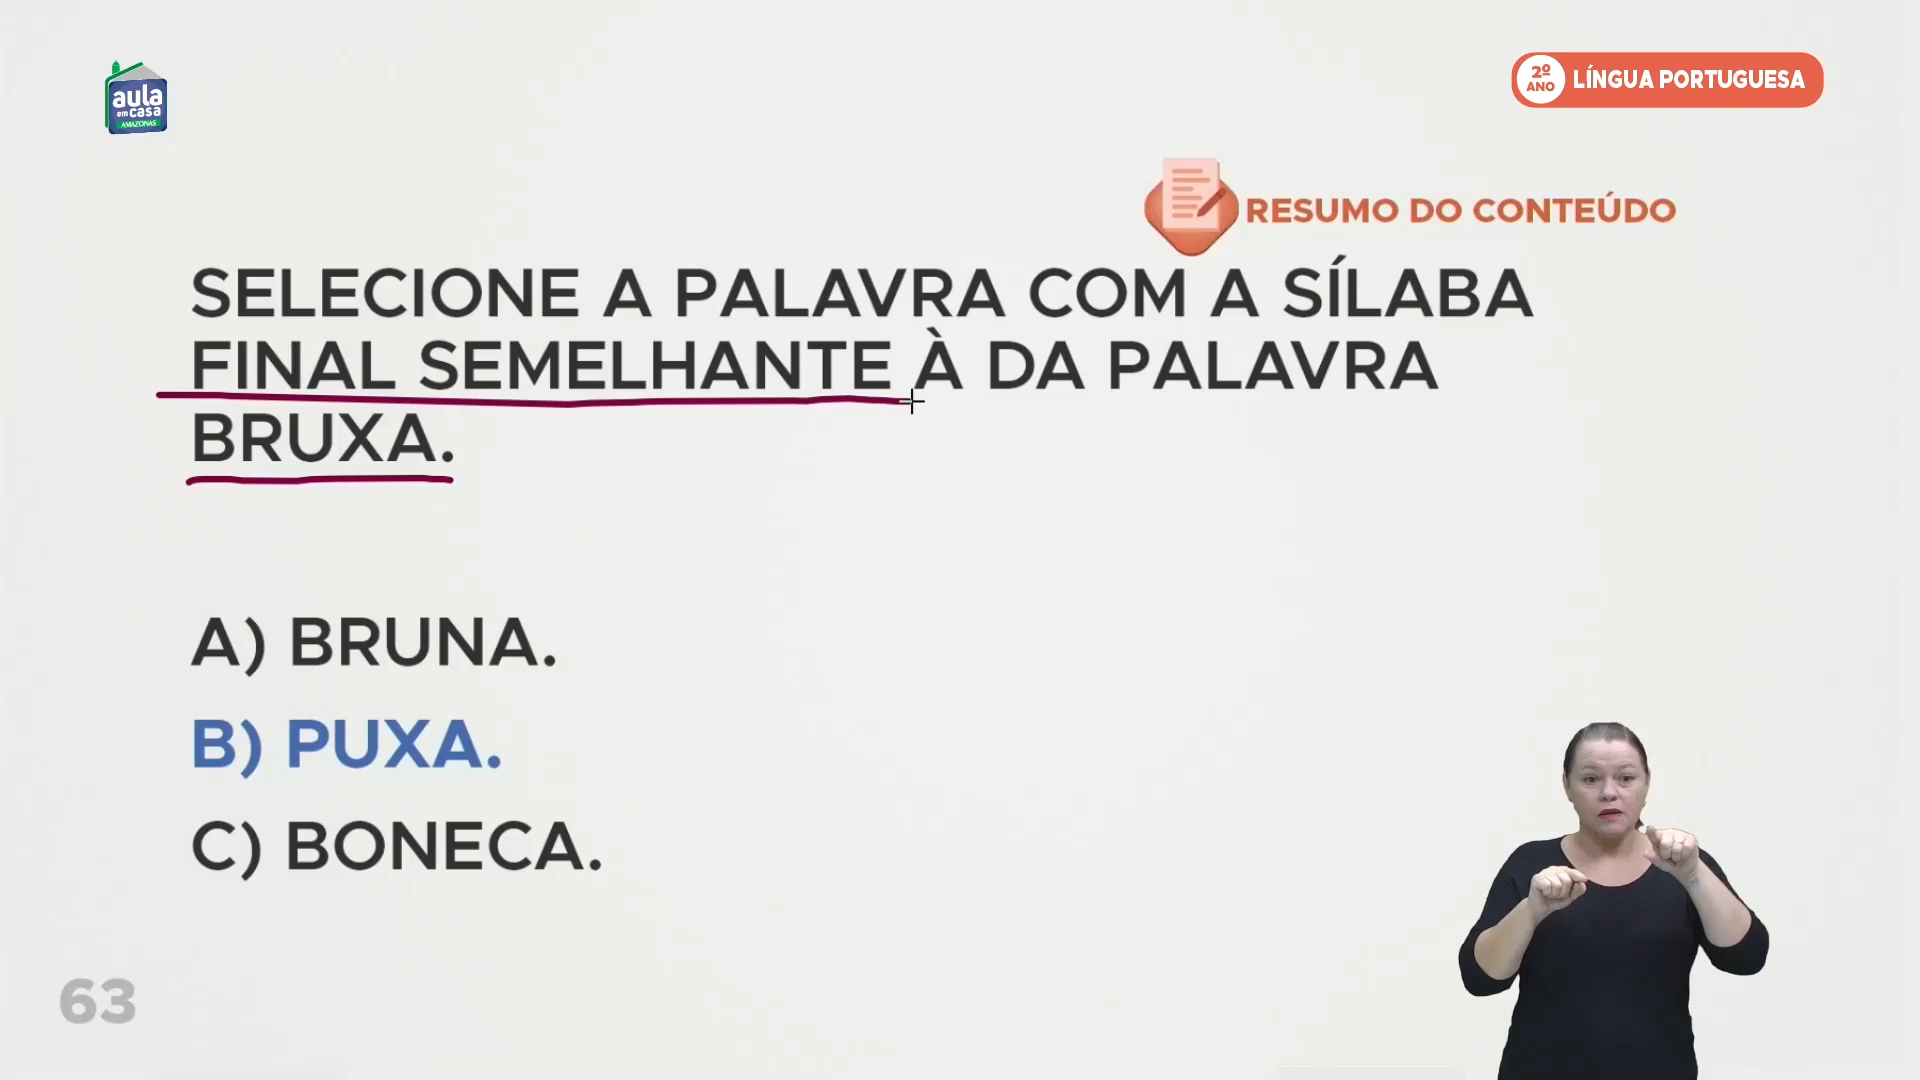 aula
em casa
AMAZONAS
2º
ANO
LÍNGUA PORTUGUESA
RESUMO DO CONTEÚDO
SELECIONE A PALAVRA COM A SÍLABA
FINAL SEMELHANTE À DA PALAVRA
BRUXA.
A) BRUNA.
B) PUXA.
C) BONECA.
63